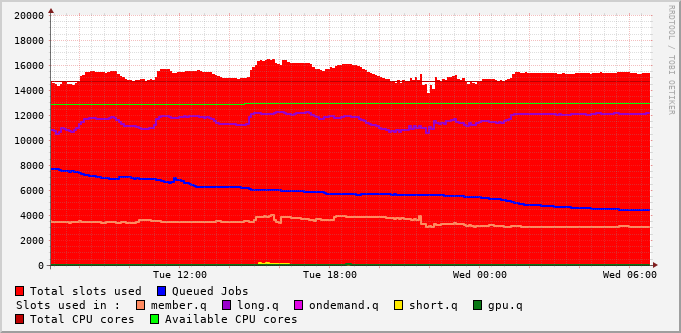 20000
18000
16000
14000
12000
10000
8000
6000
4000
2000
0
Tue 12:00 Tue 18:00 Wed 00:00 Wed 06:00
RRDTOOL / TOBI OETIKER
Total slots used Queued Jobs
Slots used in : member.q long.q ondemand.q short.q gpu.q
Total CPU cores Available CPU cores